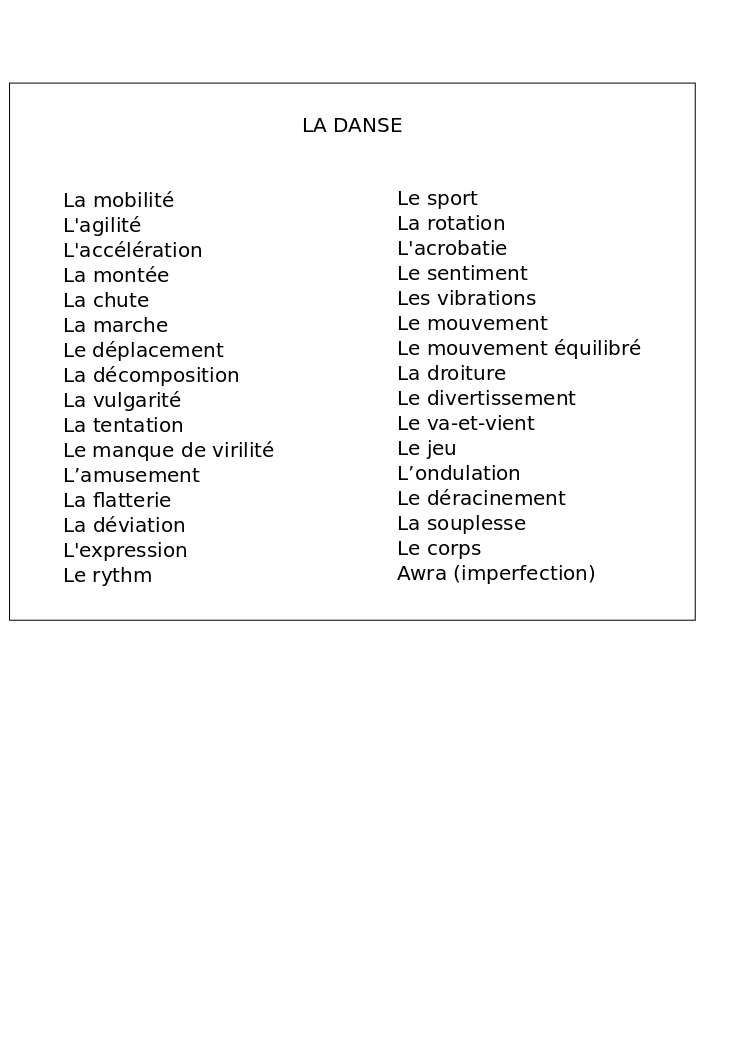 LA DANSE
La mobilité
L'agilité
L'accélération
La montée
La chute
La marche
Le déplacement
La décomposition
La vulgarité
La tentation
Le manque de virilité
L’amusement
La flatterie
La déviation
L'expression
Le rythm
Le sport
La rotation
L'acrobatie
Le sentiment
Les vibrations
Le mouvement
Le mouvement équilibré
La droiture
Le divertissement
Le va-et-vient
Le jeu
L’ondulation
Le déracinement
La souplesse
Le corps
Awra (imperfection)